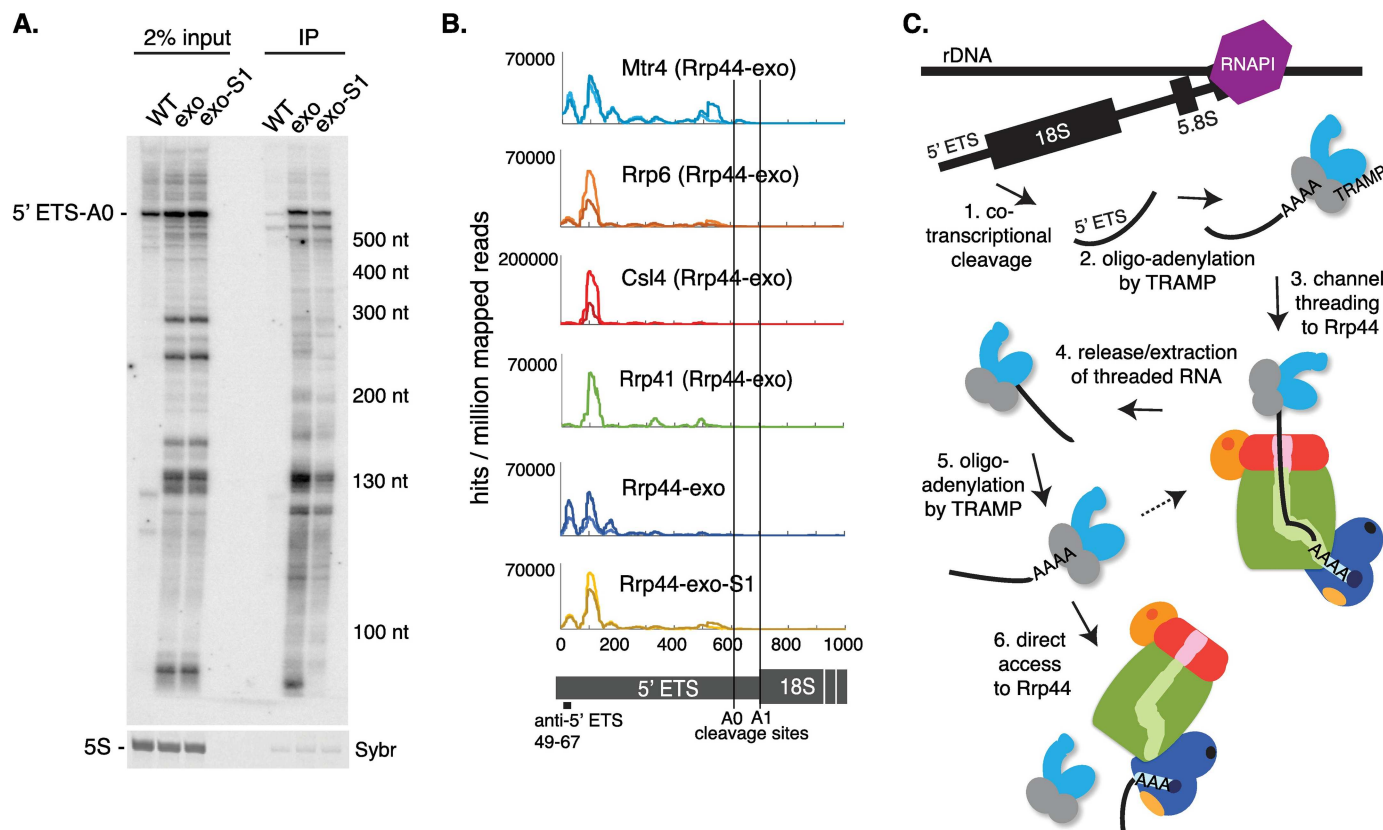 A.
2% input
IP
WT
exo
exo-S1
WT
exo
exo-S1
5’ ETS-A0 -
500 nt
400 nt
300 nt
200 nt
130 nt
100 nt
5S -
Sybr
B.
hits / million mapped reads
70000
Mtr4 (Rrp44-exo)
70000
Rrp6 (Rrp44-exo)
200000
Csl4 (Rrp44-exo)
70000
Rrp41 (Rrp44-exo)
70000
Rrp44-exo
70000
Rrp44-exo-S1
0 200 400 600 800 1000
5’ ETS
18S
anti-5’ ETS
49-67
A0 A1
cleavage sites
C.
rDNA
RNAPI
5’ ETS
18S
5.8S
1. co-
transcriptional
cleavage
5’ ETS
2. oligo-adenylation
by TRAMP
AAAA
TRAMP
3. channel
threading
to Rrp44
4. release/extraction
of threaded RNA
AAAA
5. oligo-
adenylation
by TRAMP
AAAA
6. direct
access
to Rrp44
AAA